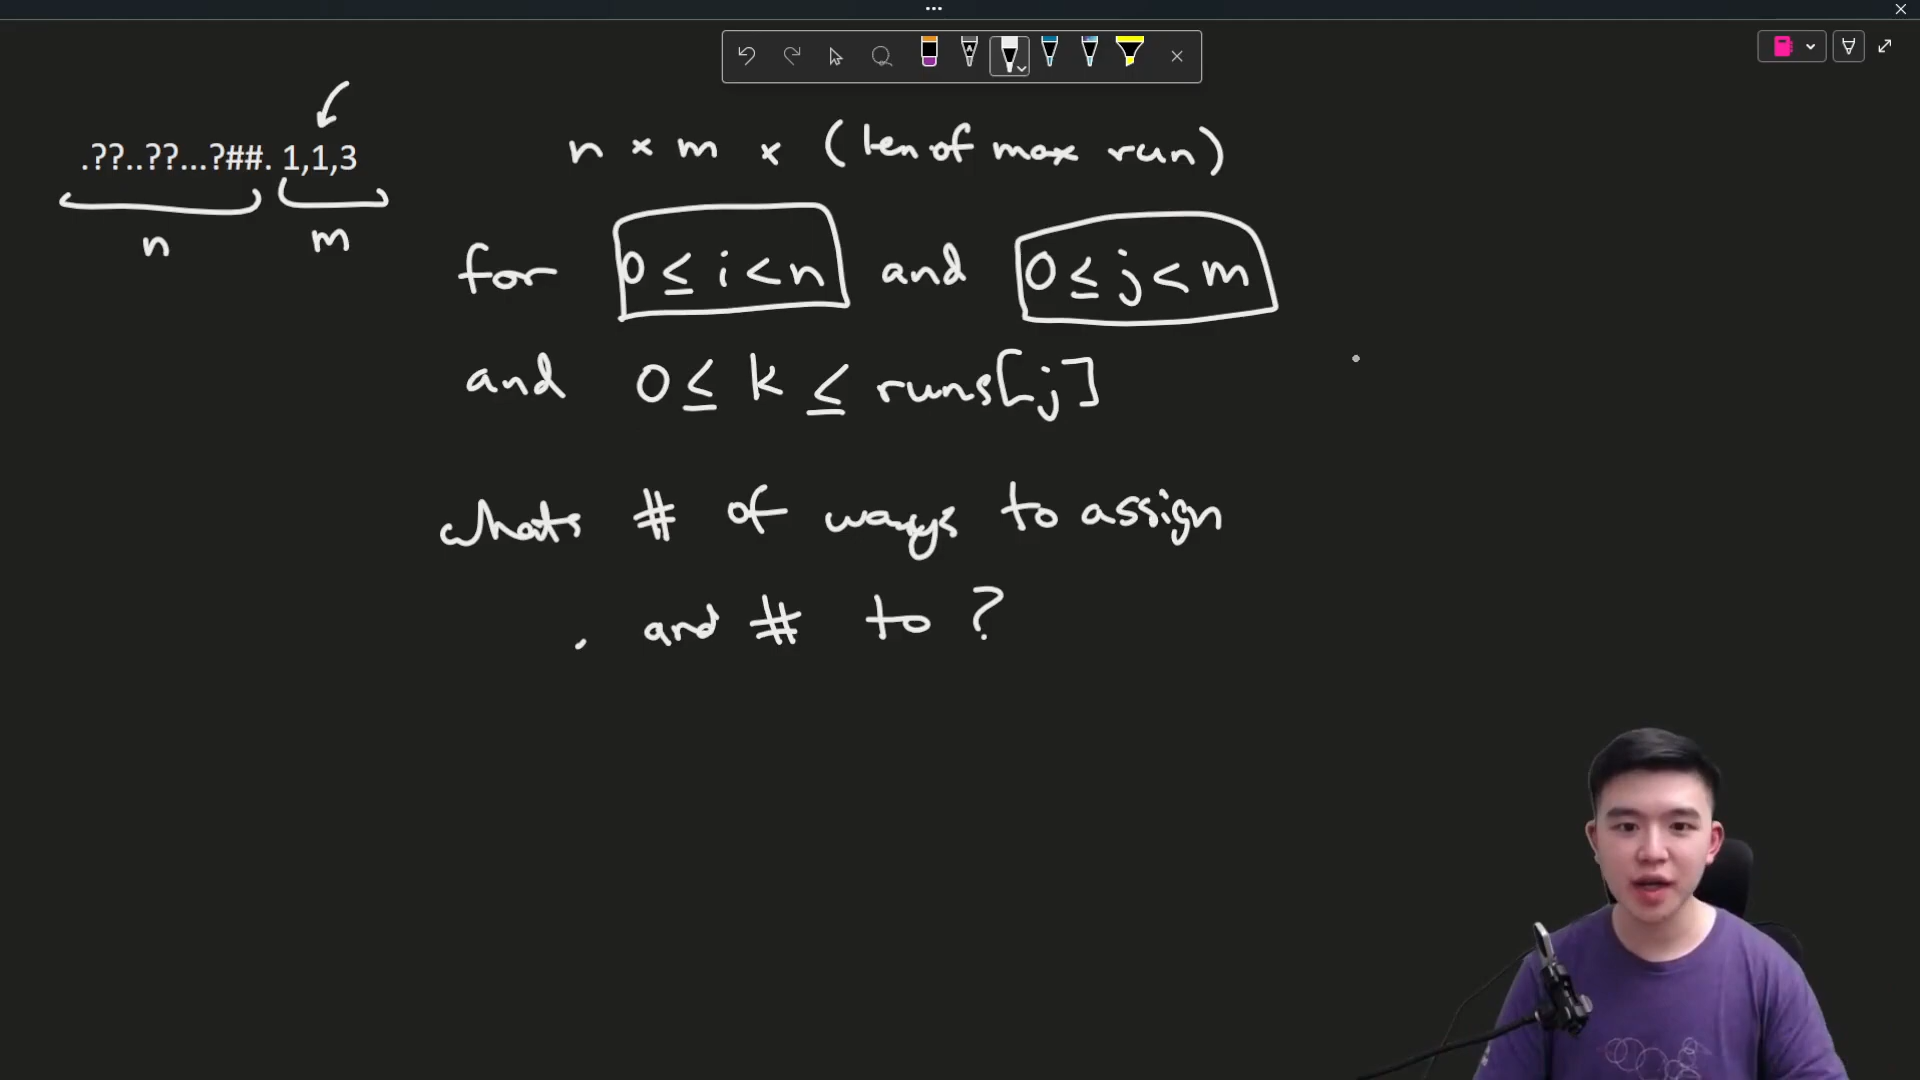 .??..??...?##. 1,1,3
n m
n × m × (len of max run)
for 0 ≤ i < n and 0 ≤ j < m
and 0 ≤ k ≤ runs[j]
whats # of ways to assign
. and # to ?